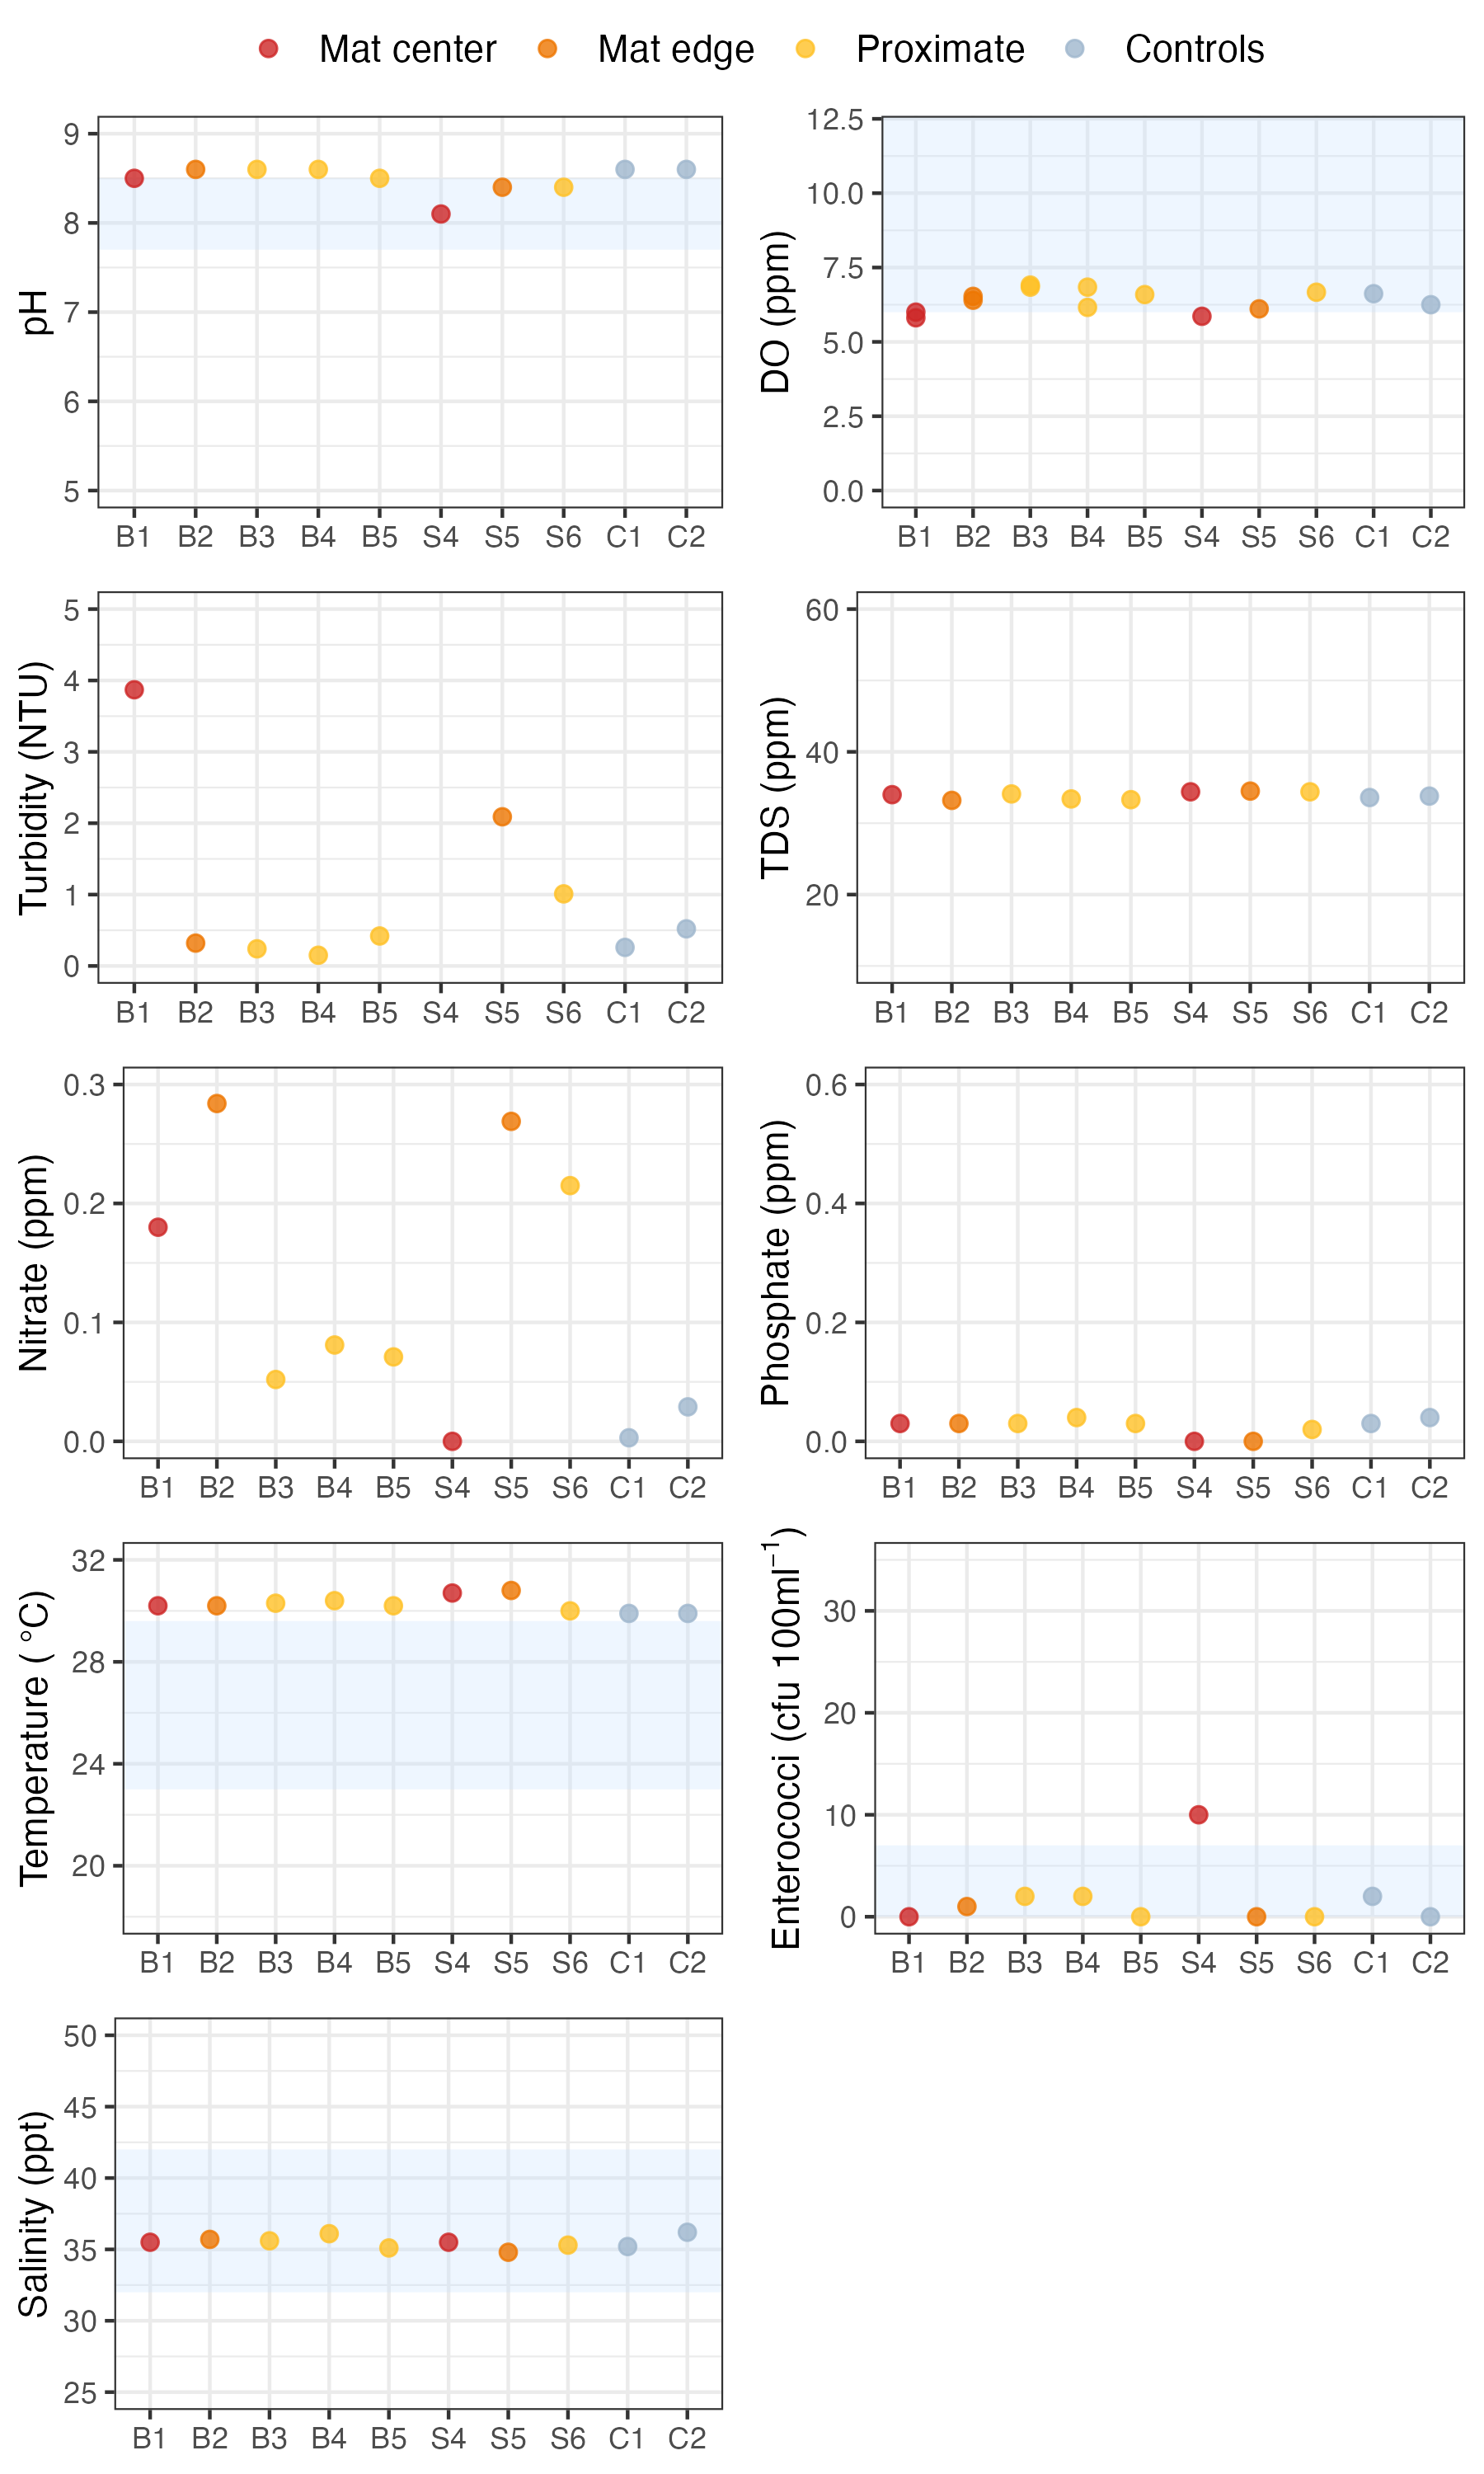 Mat center Mat edge Proximate Controls
pH
9
8
7
6
5
B1 B2 B3 B4 B5 S4 S5 S6 C1 C2
DO (ppm)
12.5
10.0
7.5
5.0
2.5
0.0
B1 B2 B3 B4 B5 S4 S5 S6 C1 C2
Turbidity (NTU)
5
4
3
2
1
0
B1 B2 B3 B4 B5 S4 S5 S6 C1 C2
TDS (ppm)
60
40
20
B1 B2 B3 B4 B5 S4 S5 S6 C1 C2
Nitrate (ppm)
0.3
0.2
0.1
0.0
B1 B2 B3 B4 B5 S4 S5 S6 C1 C2
Phosphate (ppm)
0.6
0.4
0.2
0.0
B1 B2 B3 B4 B5 S4 S5 S6 C1 C2
Temperature ( °C)
32
28
24
20
B1 B2 B3 B4 B5 S4 S5 S6 C1 C2
Enterococci (cfu 100ml⁻¹)
30
20
10
0
B1 B2 B3 B4 B5 S4 S5 S6 C1 C2
Salinity (ppt)
50
45
40
35
30
25
B1 B2 B3 B4 B5 S4 S5 S6 C1 C2